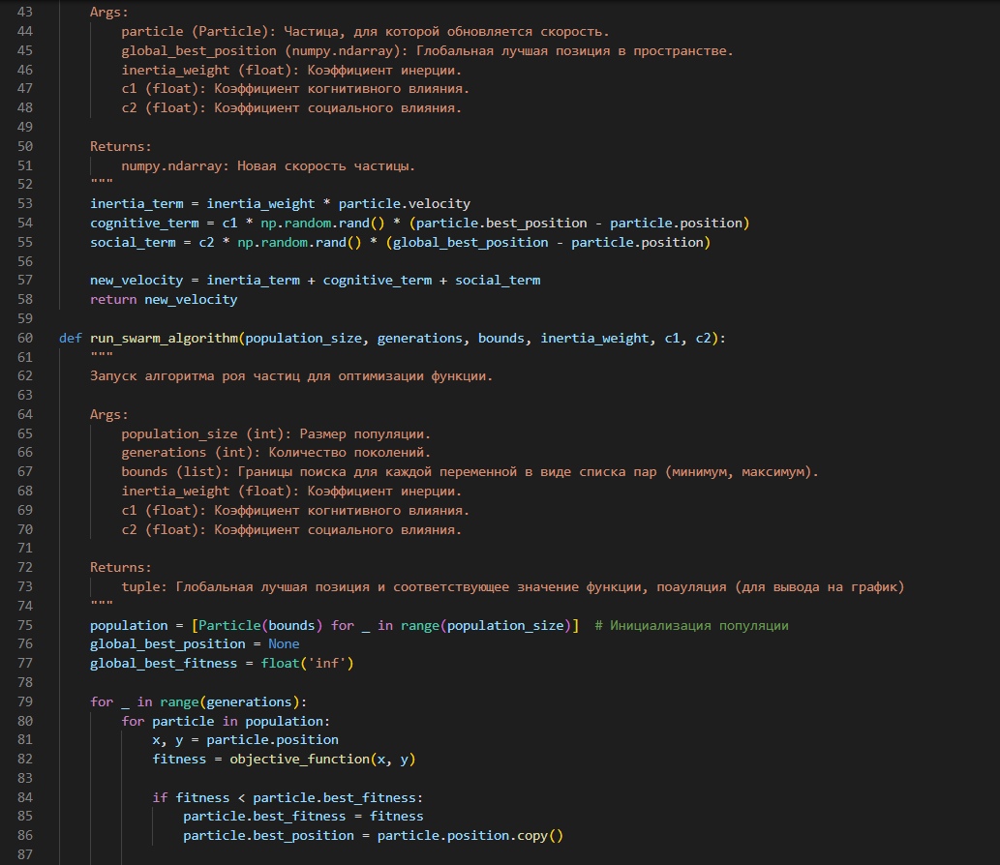 43 Args:
44 particle (Particle): Частица, для которой обновляется скорость.
45 global_best_position (numpy.ndarray): Глобальная лучшая позиция в пространстве.
46 inertia_weight (float): Коэффициент инерции.
47 c1 (float): Коэффициент когнитивного влияния.
48 c2 (float): Коэффициент социального влияния.
49
50 Returns:
51 numpy.ndarray: Новая скорость частицы.
52 """
53 inertia_term = inertia_weight * particle.velocity
54 cognitive_term = c1 * np.random.rand() * (particle.best_position - particle.position)
55 social_term = c2 * np.random.rand() * (global_best_position - particle.position)
56
57 new_velocity = inertia_term + cognitive_term + social_term
58 return new_velocity
59
60 def run_swarm_algorithm(population_size, generations, bounds, inertia_weight, c1, c2):
61 """
62 Запуск алгоритма роя частиц для оптимизации функции.
63
64 Args:
65 population_size (int): Размер популяции.
66 generations (int): Количество поколений.
67 bounds (list): Границы поиска для каждой переменной в виде списка пар (минимум, максимум).
68 inertia_weight (float): Коэффициент инерции.
69 c1 (float): Коэффициент когнитивного влияния.
70 c2 (float): Коэффициент социального влияния.
71
72 Returns:
73 tuple: Глобальная лучшая позиция и соответствующее значение функции, поауляция (для вывода на график)
74 """
75 population = [Particle(bounds) for _ in range(population_size)] # Инициализация популяции
76 global_best_position = None
77 global_best_fitness = float('inf')
78
79 for _ in range(generations):
80 for particle in population:
81 x, y = particle.position
82 fitness = objective_function(x, y)
83
84 if fitness < particle.best_fitness:
85 particle.best_fitness = fitness
86 particle.best_position = particle.position.copy()
87